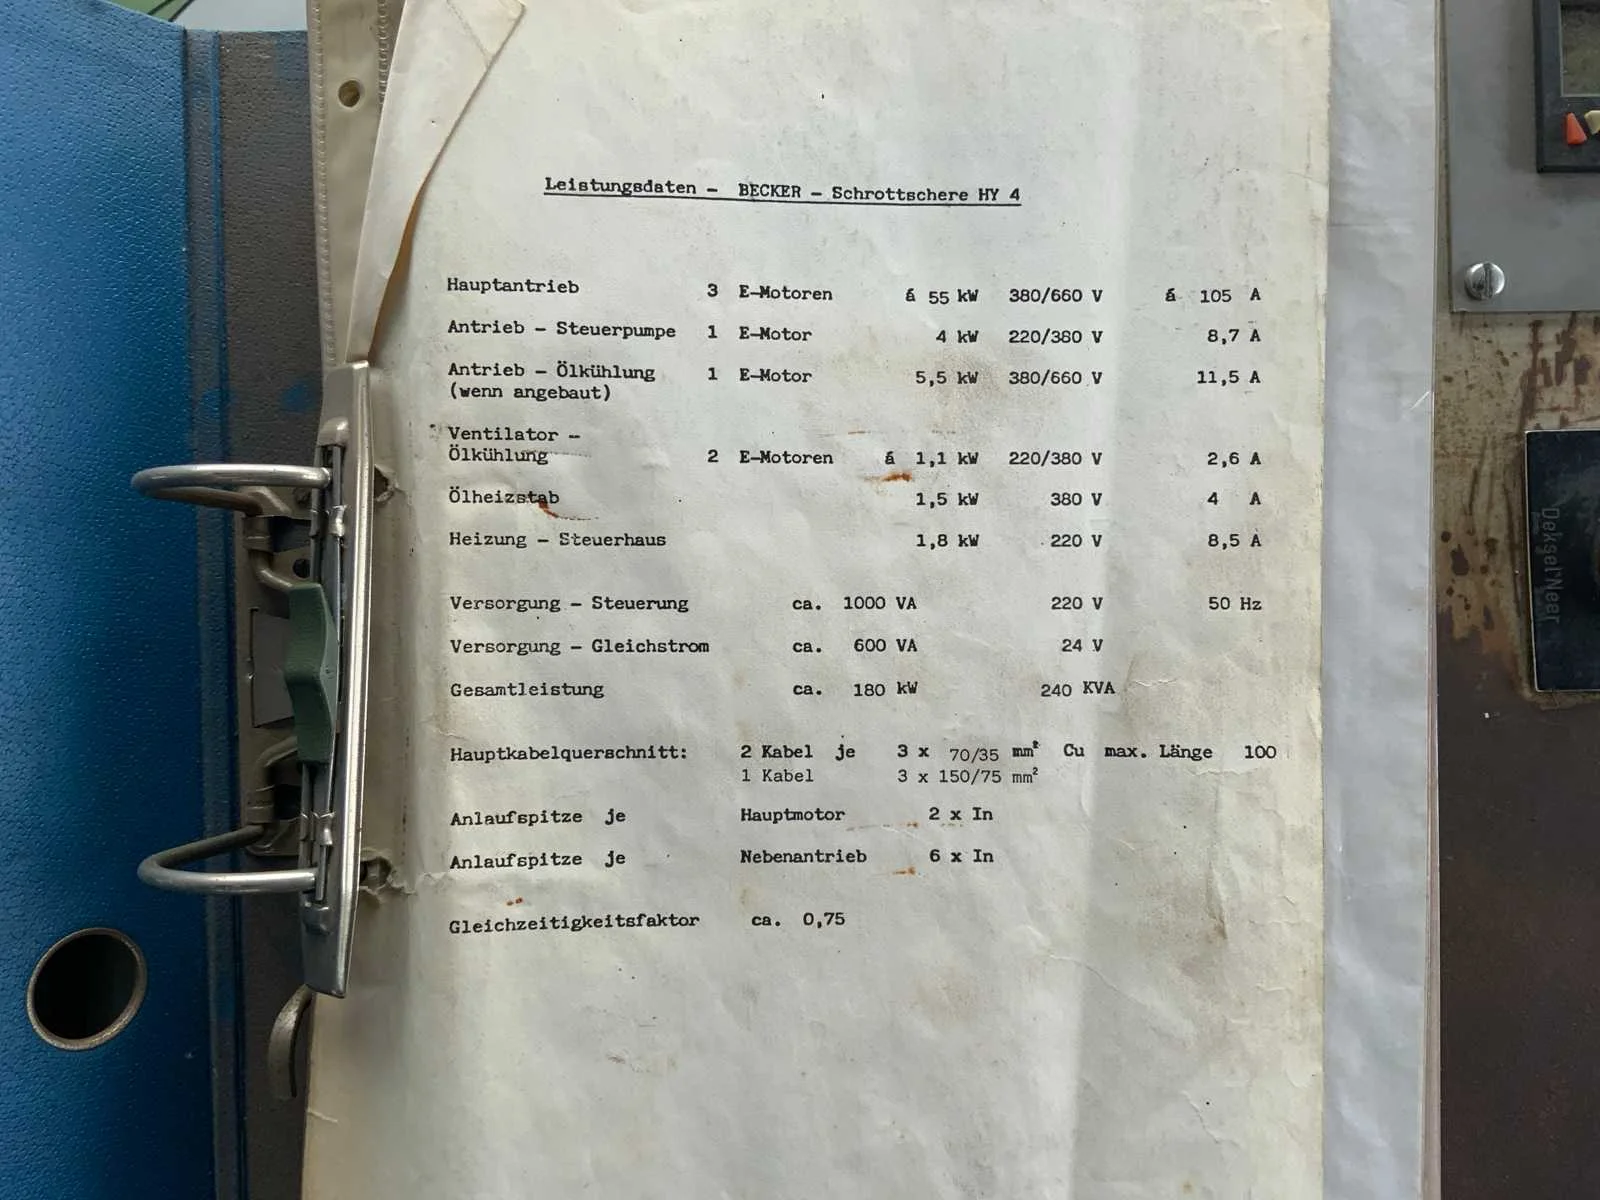 Leistungsdaten - BECKER - Schrottschere HY 4
Hauptantrieb 3 E-Motoren á 55 kW 380/660 V á 105 A
Antrieb - Steuerpumpe 1 E-Motor 4 kW 220/380 V 8,7 A
Antrieb - Ölkühlung 1 E-Motor 5,5 kW 380/660 V 11,5 A
(wenn angebaut)
Ventilator -
Ölkühlung 2 E-Motoren á 1,1 kW 220/380 V 2,6 A
Ölheizstab 1,5 kW 380 V 4 A
Heizung - Steuerhaus 1,8 kW 220 V 8,5 A
Versorgung - Steuerung ca. 1000 VA 220 V 50 Hz
Versorgung - Gleichstrom ca. 600 VA 24 V
Gesamtleistung ca. 180 kW 240 KVA
Hauptkabelquerschnitt: 2 Kabel je 3 x 70/35 mm² Cu max. Länge 100
1 Kabel 3 x 150/75 mm²
Anlaufspitze je Hauptmotor 2 x In
Anlaufspitze je Nebenantrieb 6 x In
Gleichzeitigkeitsfaktor ca. 0,75
Deksel Neer